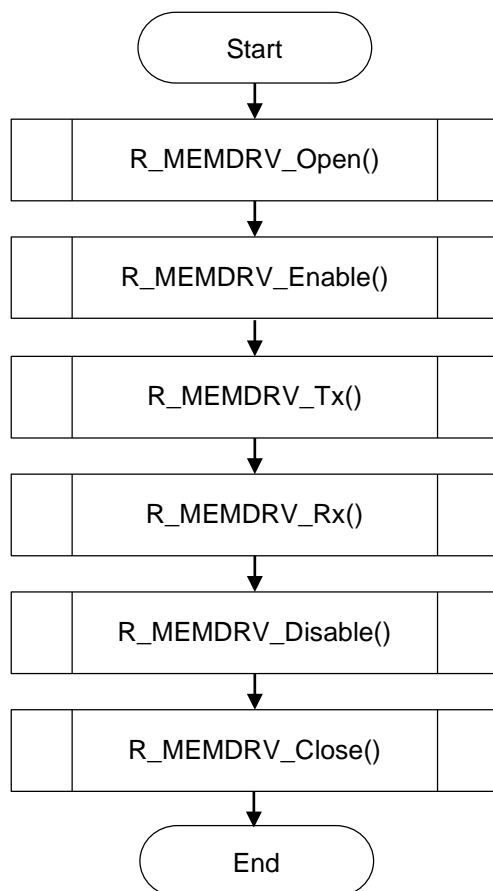 Start
R_MEMDRV_Open()
R_MEMDRV_Enable()
R_MEMDRV_Tx()
R_MEMDRV_Rx()
R_MEMDRV_Disable()
R_MEMDRV_Close()
End